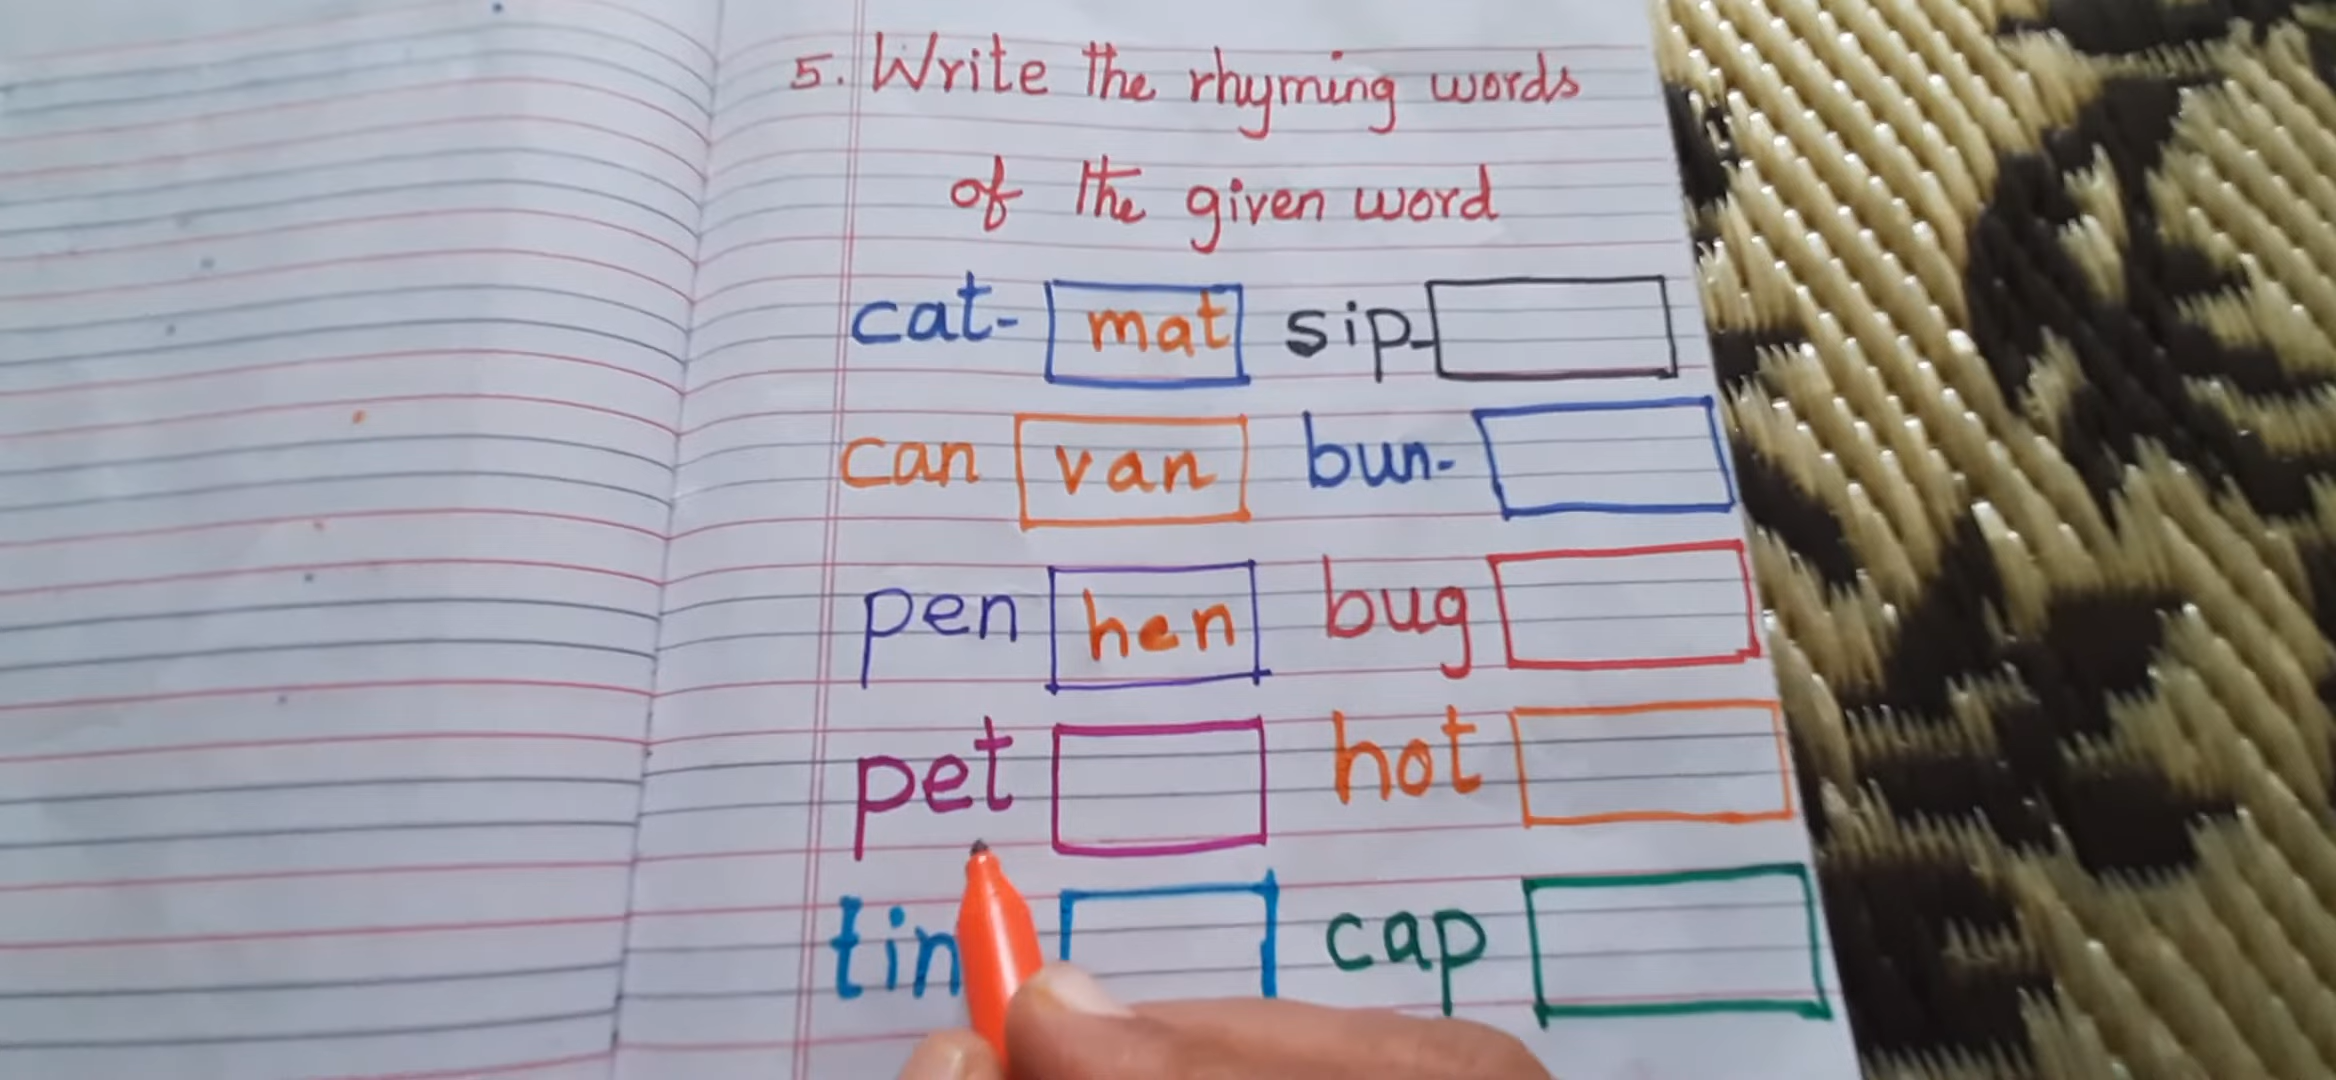 5. Write the rhyming words
of the given word
cat- mat sip-
can van bun-
pen hen bug
pet hot
tin cap